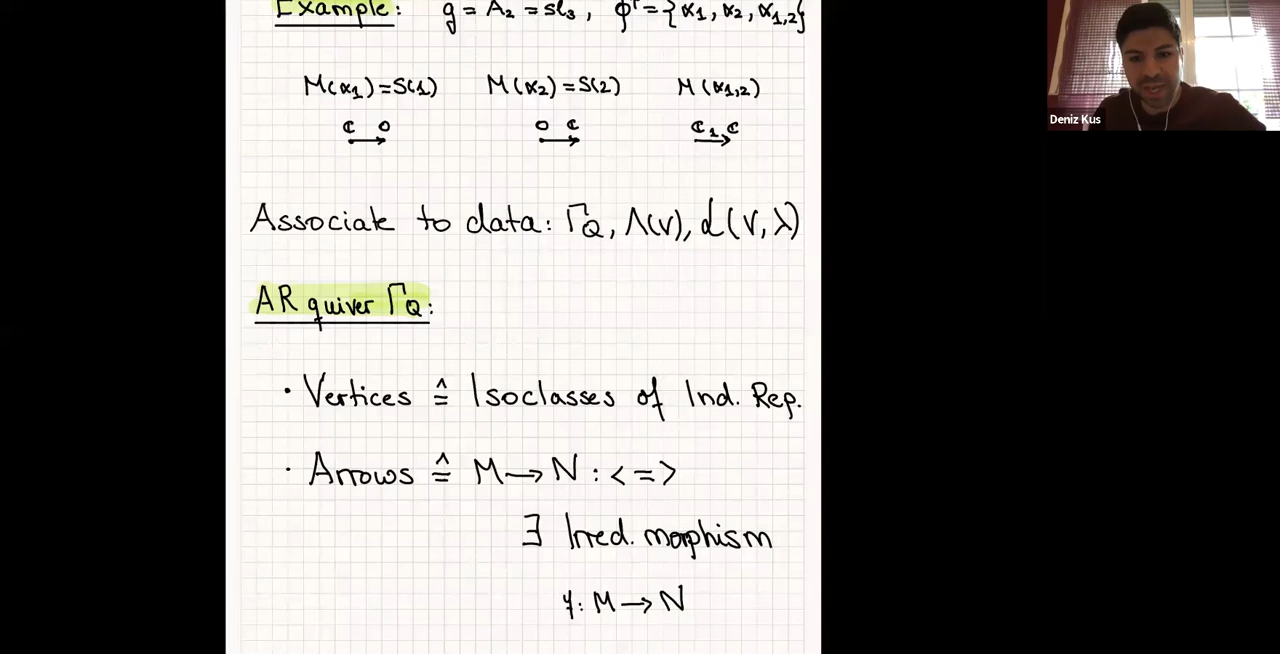 Example: g = A₂ = sl₃, ϕ⁺ = {α₁, α₂, α₁,₂}
M(α₁) = S(1) M(α₂) = S(2) M(α₁,₂)
ℂ 0 0 ℂ ℂ 1 ℂ
Associate to data: Γ_Q, Λ(V), 𝓛(V, λ)
AR quiver Γ_Q:
· Vertices ≙ Isoclasses of Ind. Rep.
· Arrows ≙ M → N : <=>
∃ Irred. morphism
φ: M → N
Deniz Kus